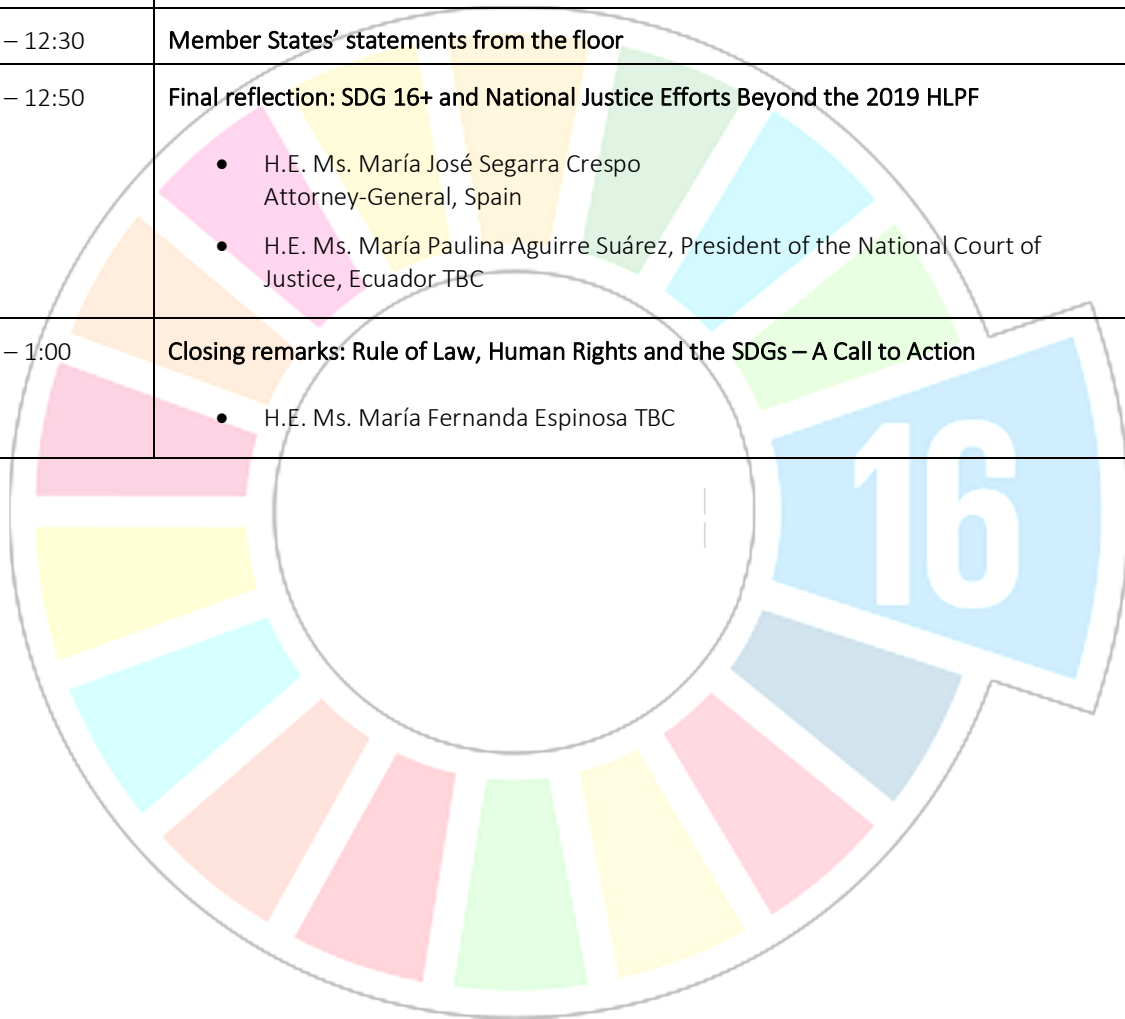 – 12:30
Member States’ statements from the floor
– 12:50
Final reflection: SDG 16+ and National Justice Efforts Beyond the 2019 HLPF
• H.E. Ms. María José Segarra Crespo
Attorney-General, Spain
• H.E. Ms. María Paulina Aguirre Suárez, President of the National Court of
Justice, Ecuador TBC
– 1:00
Closing remarks: Rule of Law, Human Rights and the SDGs – A Call to Action
• H.E. Ms. María Fernanda Espinosa TBC
16